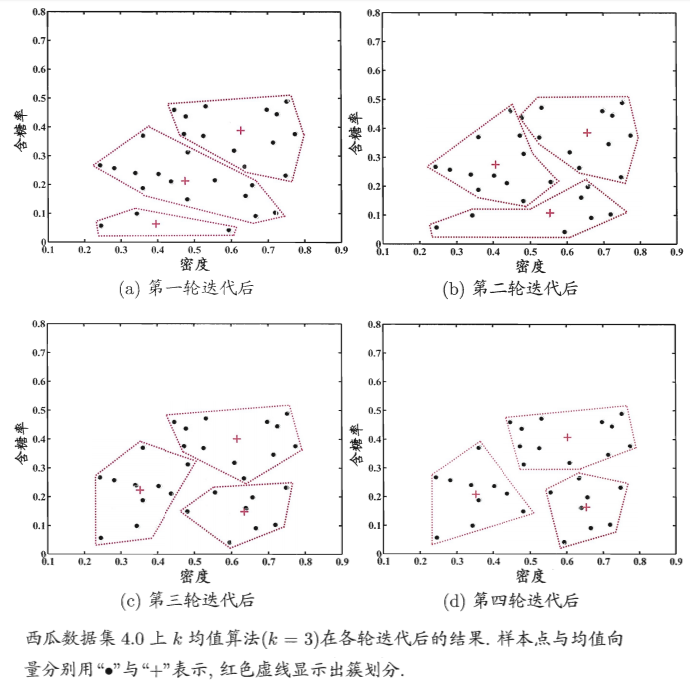 0.8
0.7
0.6
0.5
0.4
0.3
0.2
0.1
0
含糖率
0.1 0.2 0.3 0.4 0.5 0.6 0.7 0.8 0.9
密度
(a) 第一轮迭代后
0.8
0.7
0.6
0.5
0.4
0.3
0.2
0.1
0
含糖率
0.1 0.2 0.3 0.4 0.5 0.6 0.7 0.8 0.9
密度
(b) 第二轮迭代后
0.8
0.7
0.6
0.5
0.4
0.3
0.2
0.1
0
含糖率
0.1 0.2 0.3 0.4 0.5 0.6 0.7 0.8 0.9
密度
(c) 第三轮迭代后
0.8
0.7
0.6
0.5
0.4
0.3
0.2
0.1
0
含糖率
0.1 0.2 0.3 0.4 0.5 0.6 0.7 0.8 0.9
密度
(d) 第四轮迭代后
西瓜数据集 4.0 上 k 均值算法(k = 3)在各轮迭代后的结果. 样本点与均值向
量分别用“●”与“+”表示, 红色虚线显示出簇划分.